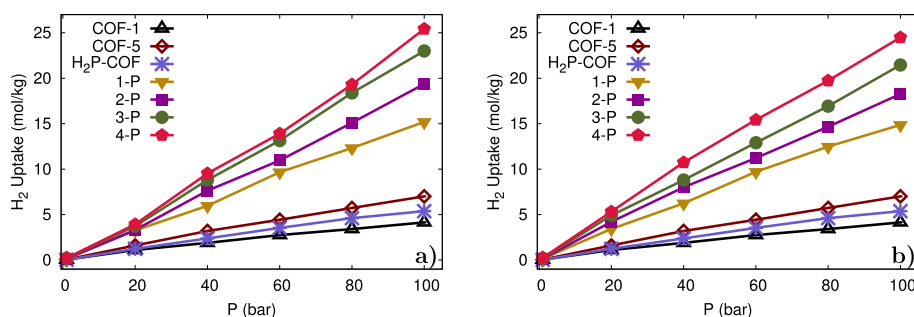 25
20
15
10
5
0
H₂ Uptake (mol/kg)
COF-1
COF-5
H₂P-COF
1-P
2-P
3-P
4-P
a)
0 20 40 60 80 100
P (bar)
25
20
15
10
5
0
H₂ Uptake (mol/kg)
COF-1
COF-5
H₂P-COF
1-P
2-P
3-P
4-P
b)
0 20 40 60 80 100
P (bar)